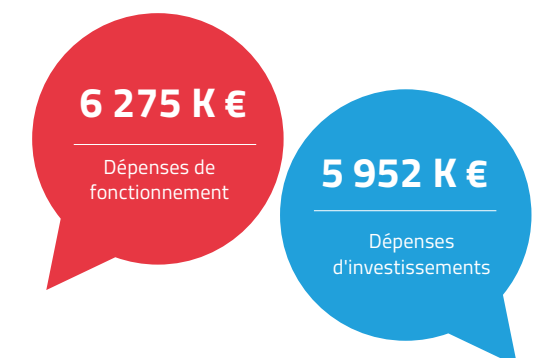 6 275 K €
Dépenses de
fonctionnement
5 952 K €
Dépenses
d'investissements